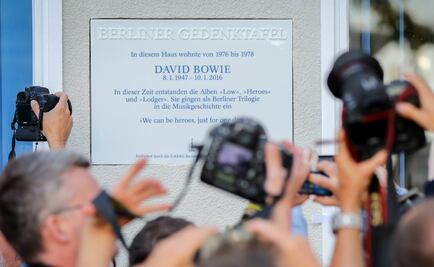 BERLINER GEDENKTAFEL
In diesem Haus wohnte von 1976 bis 1978
DAVID BOWIE
8.1.1947 – 10.1.2016
In dieser Zeit entstanden die Alben »Low«, »Heroes«
und »Lodger«. Sie gingen als Berliner Trilogie
in die Musikgeschichte ein
»We can be heroes, just for one